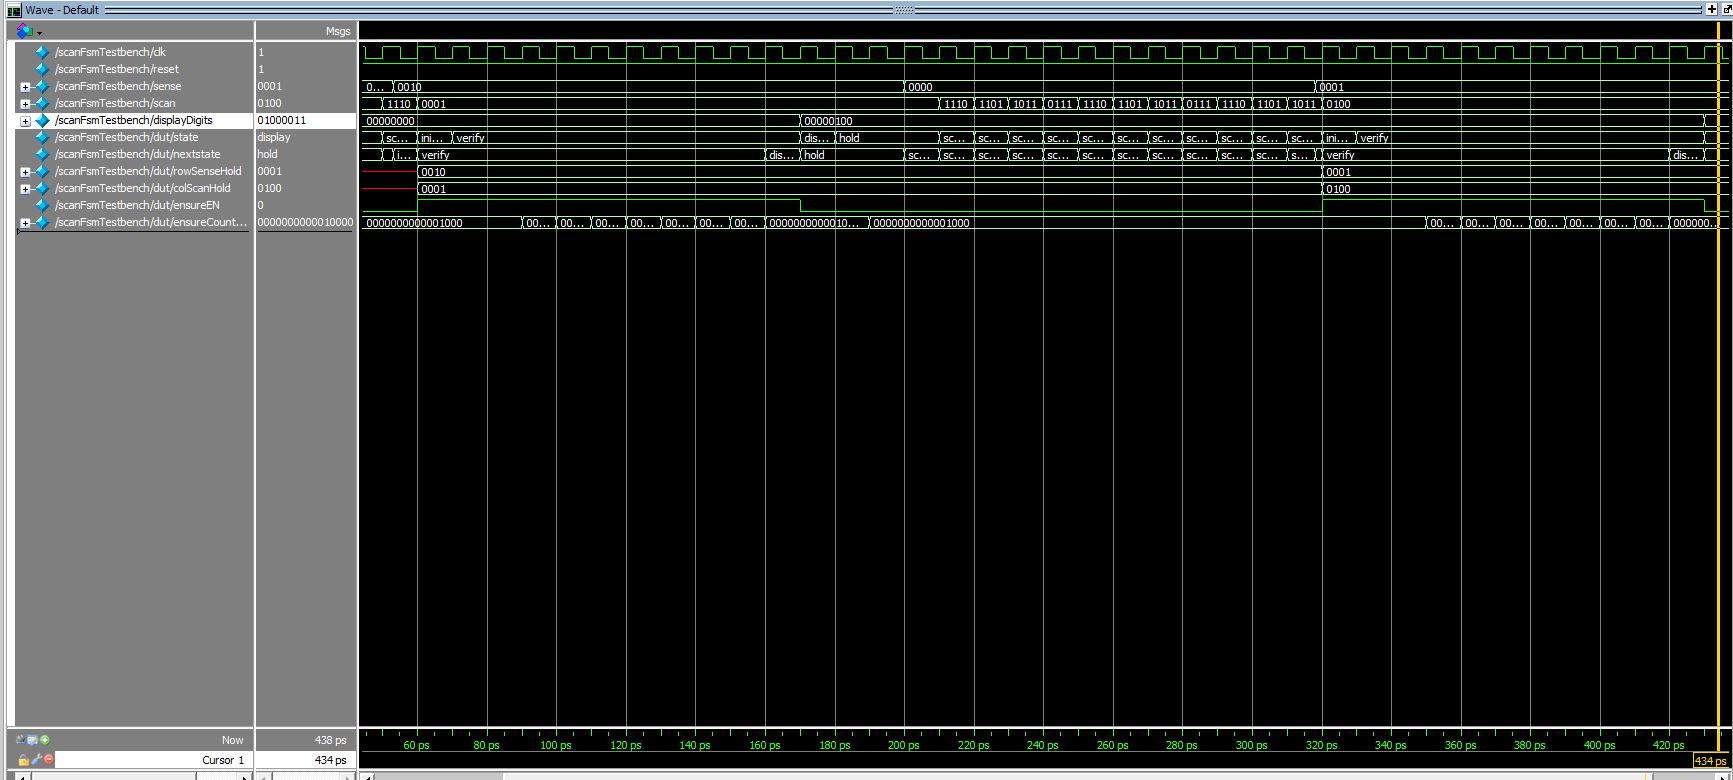 Wave - Default
Msgs
/scanFsmTestbench/clk 1
/scanFsmTestbench/reset 1
/scanFsmTestbench/sense 0001 0... 0010 0000 0001
/scanFsmTestbench/scan 0100 1110 0001 1110 1101 1011 0111 1110 1101 1011 0111 1110 1101 1011 0100
/scanFsmTestbench/displayDigits 01000011 00000000 00000100
/scanFsmTestbench/dut/state display sc... ini... verify dis... hold sc... sc... sc... sc... sc... sc... sc... sc... sc... sc... sc... ini... verify
/scanFsmTestbench/dut/nextstate hold i... verify dis... hold sc... sc... sc... sc... sc... sc... sc... sc... sc... sc... sc... s... verify dis...
/scanFsmTestbench/dut/rowSenseHold 0001 0010 0001
/scanFsmTestbench/dut/colScanHold 0100 0001 0100
/scanFsmTestbench/dut/ensureEN 0
/scanFsmTestbench/dut/ensureCount... 0000000000010000 0000000000001000 00... 00... 00... 00... 00... 00... 00... 00000000000010... 0000000000001000 00... 00... 00... 00... 00... 00... 00... 000000...
Now 438 ps 60 ps 80 ps 100 ps 120 ps 140 ps 160 ps 180 ps 200 ps 220 ps 240 ps 260 ps 280 ps 300 ps 320 ps 340 ps 360 ps 380 ps 400 ps 420 ps
Cursor 1 434 ps 434 ps